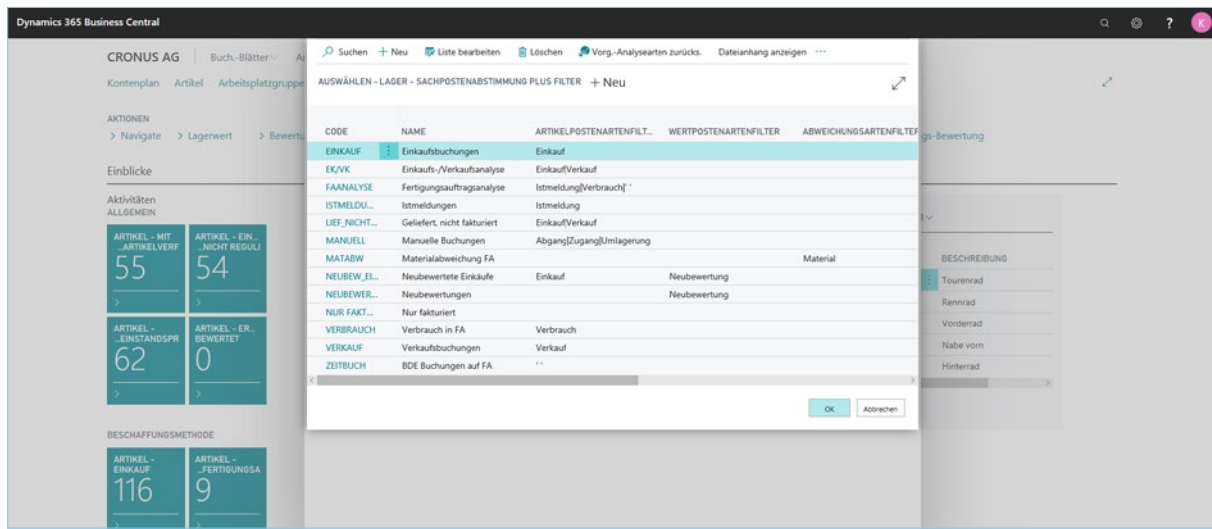 Dynamics 365 Business Central
? K
CRONUS AG Buch.-Blätter
Kontenplan Artikel Arbeitsplatzgruppe
AKTIONEN
> Navigate > Lagerwert > Bewertu
gs-Bewertung
Einblicke
Aktivitäten
ALLGEMEIN
ARTIKEL - MIT ...ARTIKELVERF
55
ARTIKEL - EIN... ...NICHT REGULI
54
ARTIKEL - ...EINSTANDSPR
62
ARTIKEL - ER... BEWERTET
0
BESCHAFFUNGSMETHODE
ARTIKEL - EINKAUF
116
ARTIKEL - ...FERTIGUNGSA
9
Suchen + Neu Liste bearbeiten Löschen Vorg.-Analysearten zurücks. Dateianhang anzeigen ...
AUSWÄHLEN - LAGER - SACHPOSTENABSTIMMUNG PLUS FILTER + Neu
CODE NAME ARTIKELPOSTENARTENFILT... WERTPOSTENARTENFILTER ABWEICHUNGSARTENFILTER
EINKAUF Einkaufsbuchungen Einkauf
EK/VK Einkaufs-/Verkaufsanalyse Einkauf|Verkauf
FAANALYSE Fertigungsauftragsanalyse Istmeldung|Verbrauch|' '
ISTMELDU... Istmeldungen Istmeldung
LIEF_NICHT... Geliefert, nicht fakturiert Einkauf|Verkauf
MANUELL Manuelle Buchungen Abgang|Zugang|Umlagerung
MATABW Materialabweichung FA Material
NEUBEW_EI... Neubewertete Einkäufe Einkauf Neubewertung
NEUBEWER... Neubewertungen Neubewertung
NUR FAKT... Nur fakturiert
VERBRAUCH Verbrauch in FA Verbrauch
VERKAUF Verkaufsbuchungen Verkauf
ZEITBUCH BDE Buchungen auf FA ' '
OK Abbrechen
BESCHREIBUNG
Tourenrad
Rennrad
Vorderrad
Nabe vorn
Hinterrad